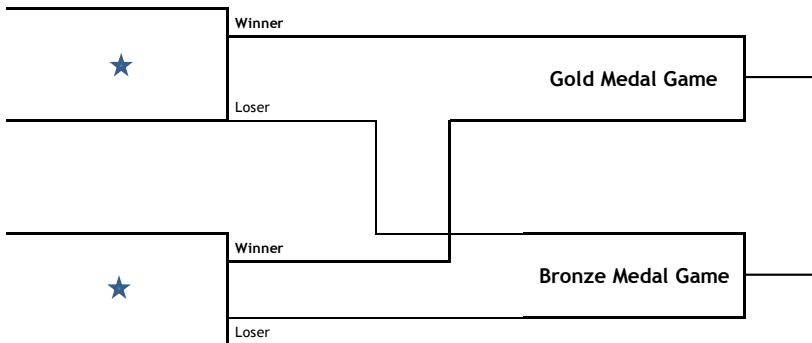 Winner
Gold Medal Game
Loser
Winner
Bronze Medal Game
Loser